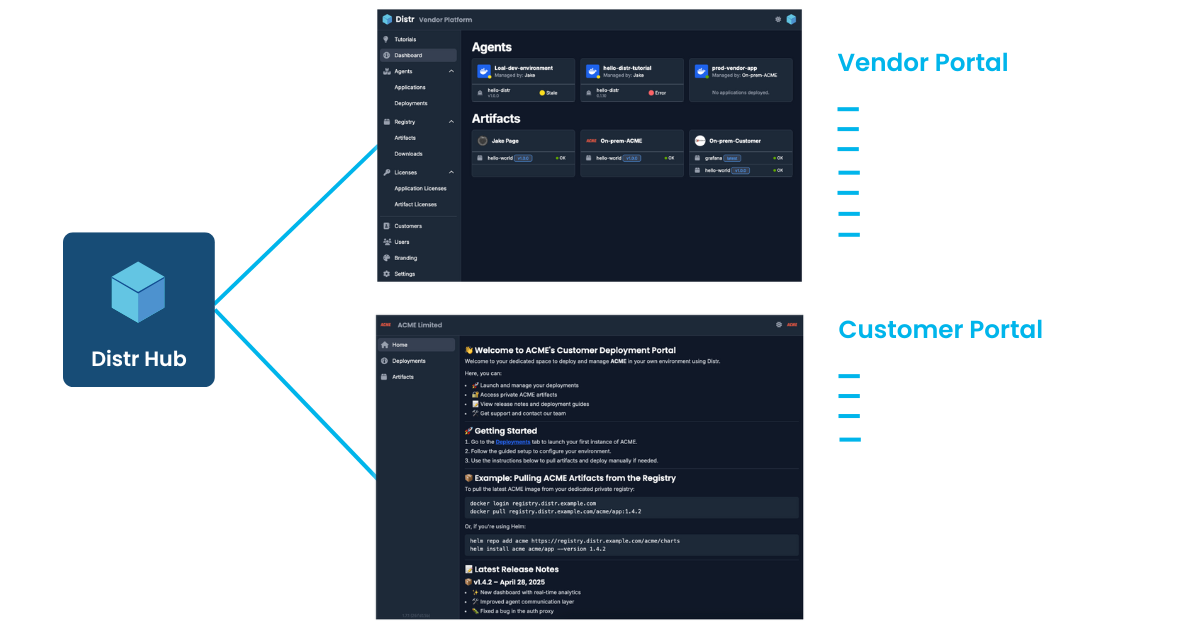 Distr Hub
Distr Vendor Platform
Tutorials
Dashboard
Agents
Applications
Deployments
Registry
Artifacts
Downloads
Licenses
Application Licenses
Artifact Licenses
Customers
Users
Branding
Settings
Agents
Loal-dev-environment
Managed by: Jake
hello-distr
v1.0.0
Stale
hello-distr-tutorial
Managed by: Jake
hello-distr
0.1.10
Error
prod-vendor-app
Managed by: On-prem-ACME
No applications deployed.
Artifacts
Jake Page
hello-world v1.0.0 OK
ACME On-prem-ACME
hello-world v1.0.0 OK
On-prem-Customer
grafana latest OK
hello-world v1.0.0 OK
Vendor Portal
ACME ACME Limited ACME
Home
Deployments
Artifacts
👋 Welcome to ACME's Customer Deployment Portal
Welcome to your dedicated space to deploy and manage ACME in your own environment using Distr.
Here, you can:
• 🚀 Launch and manage your deployments
• 🔐 Access private ACME artifacts
• 📝 View release notes and deployment guides
• 🛠 Get support and contact our team
🚀 Getting Started
1. Go to the Deployments tab to launch your first instance of ACME.
2. Follow the guided setup to configure your environment.
3. Use the instructions below to pull artifacts and deploy manually if needed.
📦 Example: Pulling ACME Artifacts from the Registry
To pull the latest ACME image from your dedicated private registry:
docker login registry.distr.example.com
docker pull registry.distr.example.com/acme/app:1.4.2
Or, if you're using Helm:
helm repo add acme https://registry.distr.example.com/acme/charts
helm install acme acme/app --version 1.4.2
📝 Latest Release Notes
📦 v1.4.2 – April 28, 2025
• ✨ New dashboard with real-time analytics
• 🛠 Improved agent communication layer
• 🐛 Fixed a bug in the auth proxy
Customer Portal